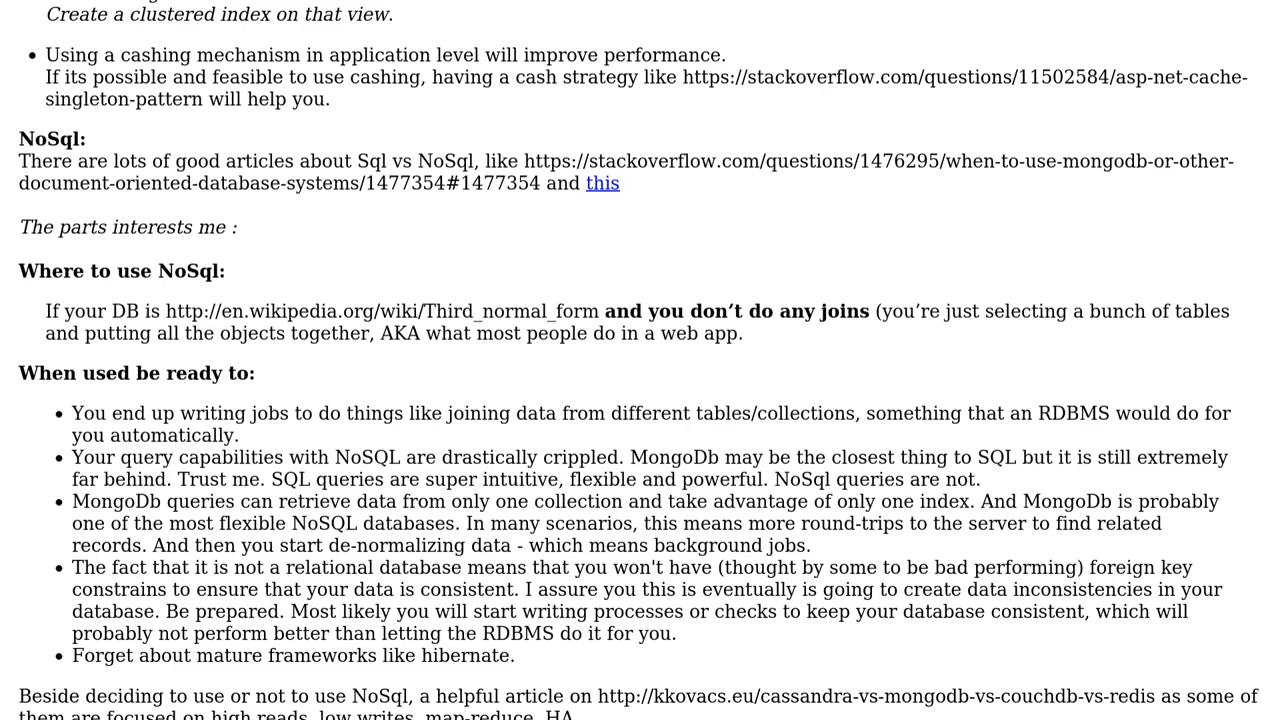 Create a clustered index on that view.
• Using a cashing mechanism in application level will improve performance.
If its possible and feasible to use cashing, having a cash strategy like https://stackoverflow.com/questions/11502584/asp-net-cache-
singleton-pattern will help you.
NoSql:
There are lots of good articles about Sql vs NoSql, like https://stackoverflow.com/questions/1476295/when-to-use-mongodb-or-other-
document-oriented-database-systems/1477354#1477354 and this
The parts interests me :
Where to use NoSql:
If your DB is http://en.wikipedia.org/wiki/Third_normal_form and you don’t do any joins (you’re just selecting a bunch of tables
and putting all the objects together, AKA what most people do in a web app.
When used be ready to:
• You end up writing jobs to do things like joining data from different tables/collections, something that an RDBMS would do for
you automatically.
• Your query capabilities with NoSQL are drastically crippled. MongoDb may be the closest thing to SQL but it is still extremely
far behind. Trust me. SQL queries are super intuitive, flexible and powerful. NoSql queries are not.
• MongoDb queries can retrieve data from only one collection and take advantage of only one index. And MongoDb is probably
one of the most flexible NoSQL databases. In many scenarios, this means more round-trips to the server to find related
records. And then you start de-normalizing data - which means background jobs.
• The fact that it is not a relational database means that you won't have (thought by some to be bad performing) foreign key
constrains to ensure that your data is consistent. I assure you this is eventually is going to create data inconsistencies in your
database. Be prepared. Most likely you will start writing processes or checks to keep your database consistent, which will
probably not perform better than letting the RDBMS do it for you.
• Forget about mature frameworks like hibernate.
Beside deciding to use or not to use NoSql, a helpful article on http://kkovacs.eu/cassandra-vs-mongodb-vs-couchdb-vs-redis as some of
them are focused on high reads, low writes, map-reduce, HA